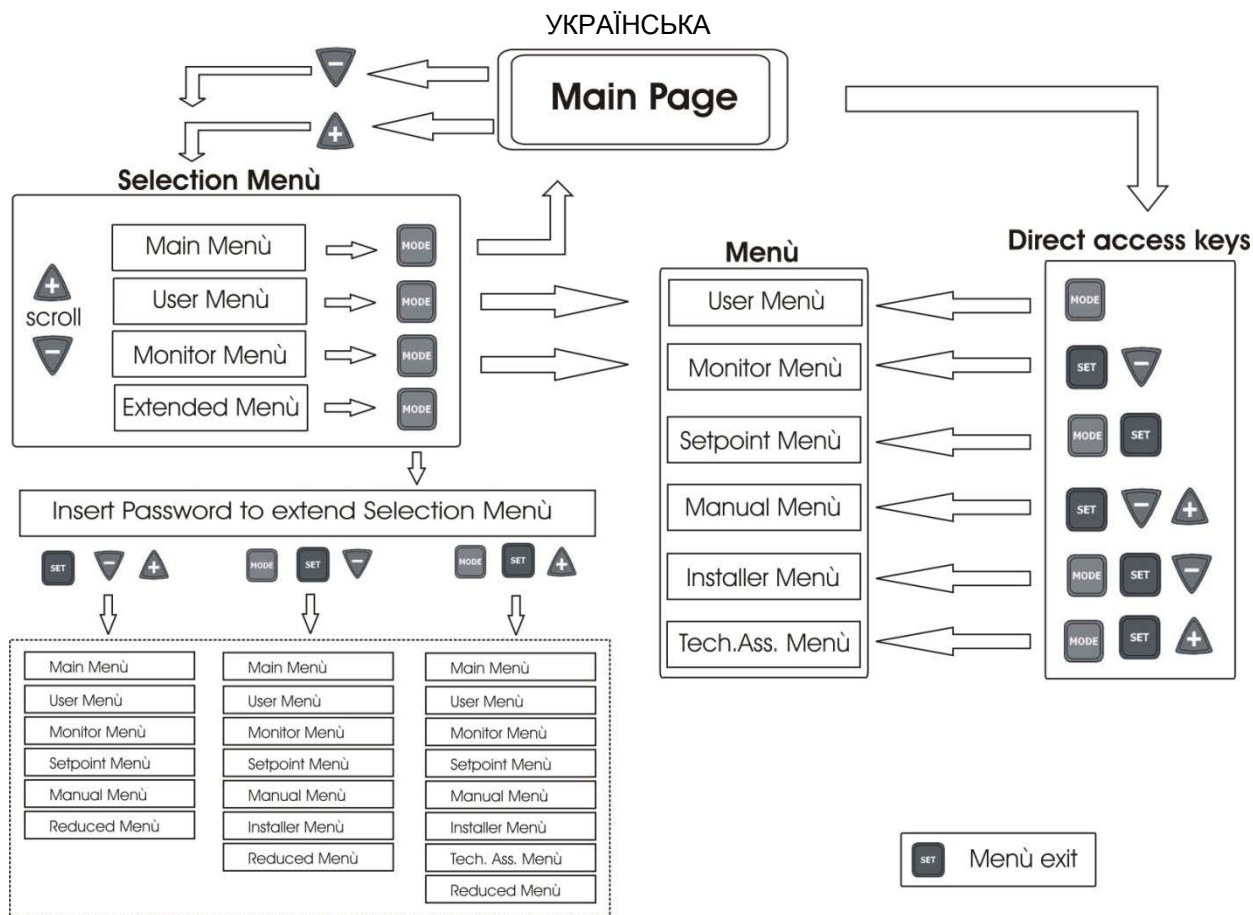 УКРАЇНСЬКА
Main Page
Selection Menù
scroll
Main Menù
MODE
User Menù
MODE
Monitor Menù
MODE
Extended Menù
MODE
Insert Password to extend Selection Menù
SET
MODE SET
MODE SET
Main Menù
User Menù
Monitor Menù
Setpoint Menù
Manual Menù
Reduced Menù
Main Menù
User Menù
Monitor Menù
Setpoint Menù
Manual Menù
Installer Menù
Reduced Menù
Main Menù
User Menù
Monitor Menù
Setpoint Menù
Manual Menù
Installer Menù
Tech. Ass. Menù
Reduced Menù
Menù
User Menù
Monitor Menù
Setpoint Menù
Manual Menù
Installer Menù
Tech.Ass. Menù
Direct access keys
MODE
SET
MODE SET
SET
MODE SET
MODE SET
SET Menù exit